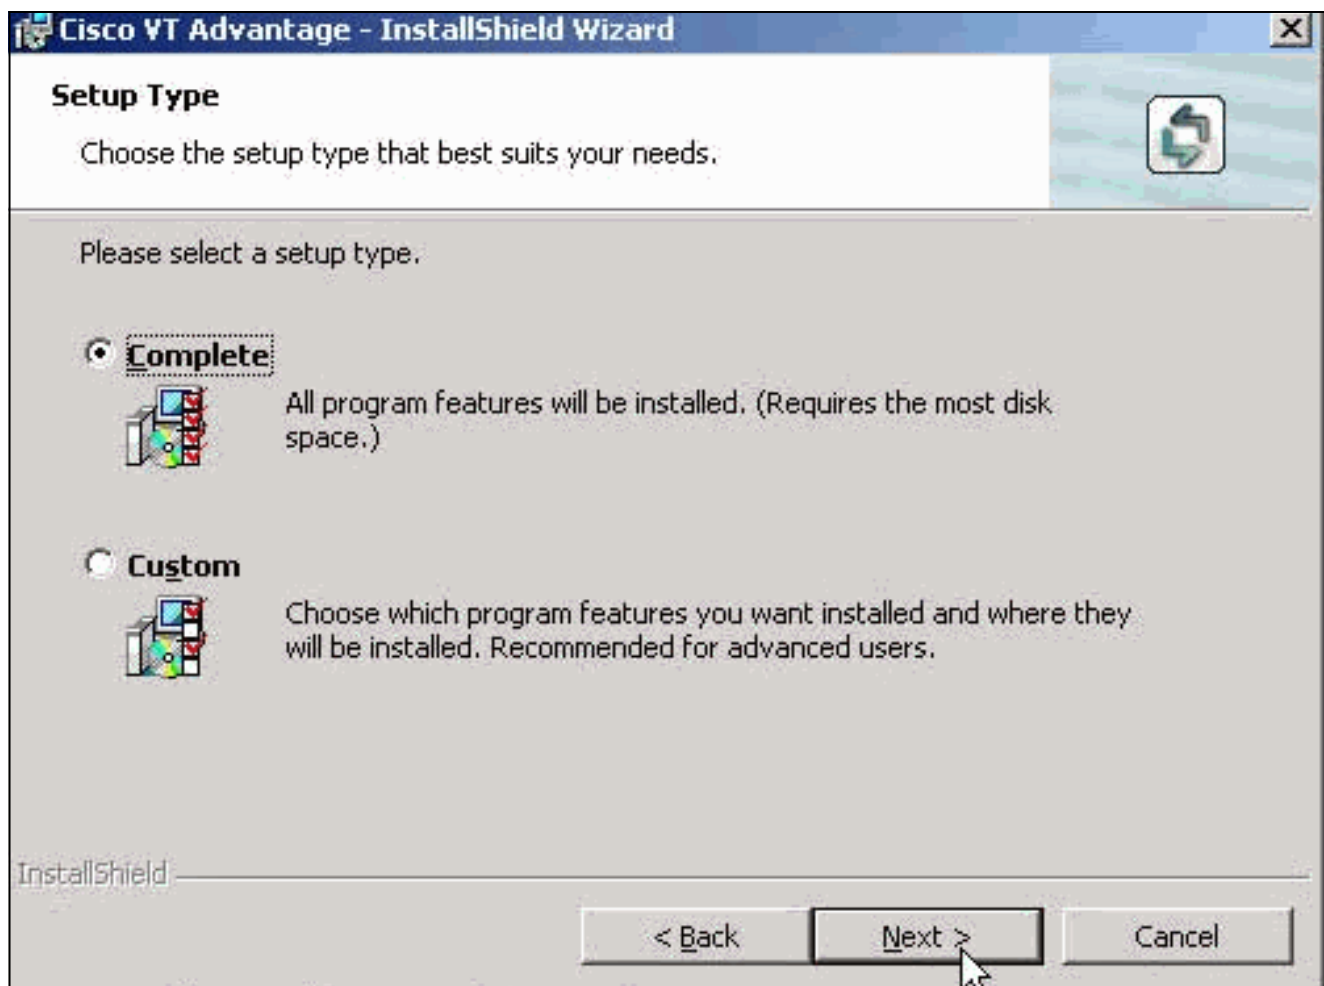 Cisco VT Advantage - InstallShield Wizard
Setup Type
Choose the setup type that best suits your needs.
Please select a setup type.
Complete
All program features will be installed. (Requires the most disk
space.)
Custom
Choose which program features you want installed and where they
will be installed. Recommended for advanced users.
InstallShield
< Back
Next >
Cancel